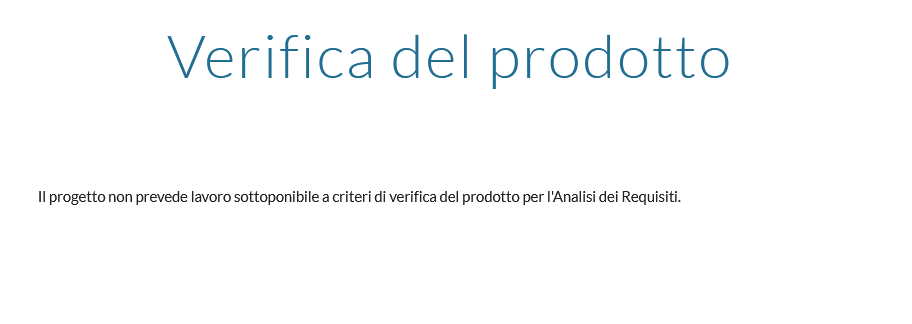 Verifica del prodotto
Il progetto non prevede lavoro sottoponibile a criteri di verifica del prodotto per l'Analisi dei Requisiti.